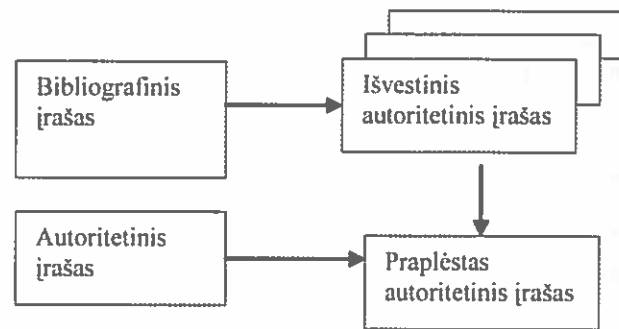 Bibliografinis
įrašas
Išvestinis
autoritetinis įrašas
Autoritetinis
įrašas
Praplėstas
autoritetinis įrašas